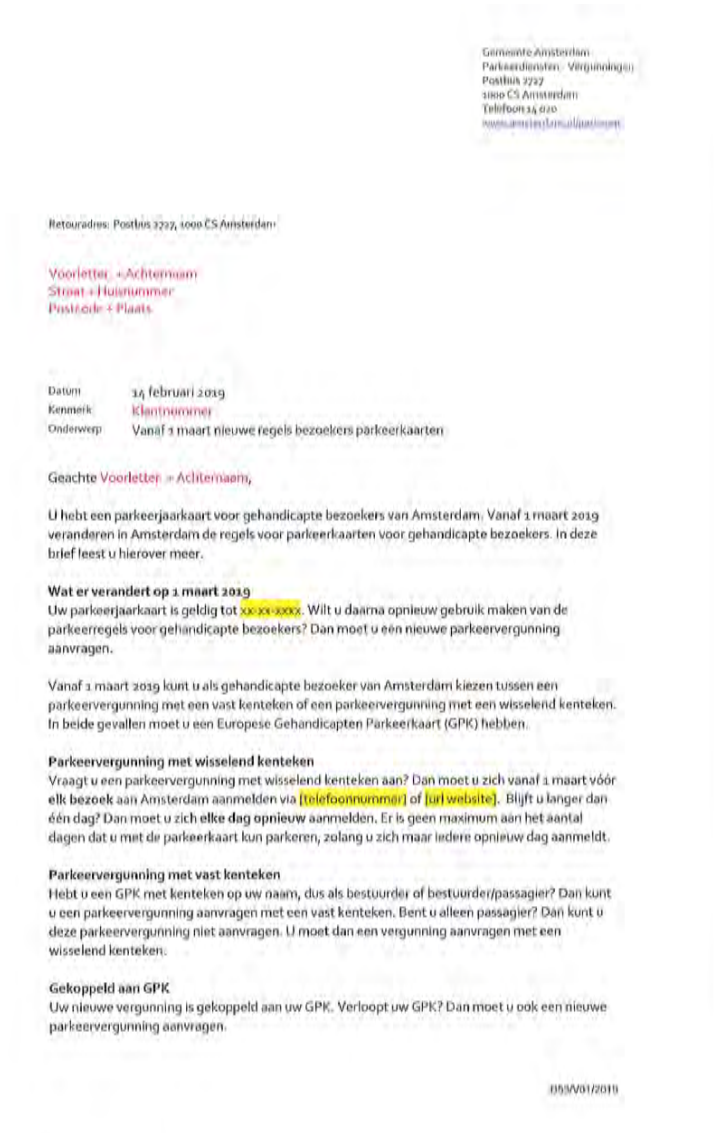 Gemeente Amsterdam
Parkeerdiensten Vergunningen
Postbus 2727
1000 CS Amsterdam
Telefoon 14 020
Retouradres: Postbus 2727, 1000 CS Amsterdam
Voorletter + Achternaam
Straat + Huisnummer
Postcode + Plaats
Datum 14 februari 2019
Kenmerk Klantnummer
Onderwerp Vanaf 1 maart nieuwe regels bezoekers parkeerkaarten
Geachte Voorletter + Achternaam,
U hebt een parkeerjaarkaart voor gehandicapte bezoekers van Amsterdam. Vanaf 1 maart 2019
veranderen in Amsterdam de regels voor parkeerkaarten voor gehandicapte bezoekers. In deze
brief leest u hierover meer.
Wat er verandert op 1 maart 2019
Uw parkeerjaarkaart is geldig tot xx-xx-xxxx. Wilt u daarna opnieuw gebruik maken van de
parkeerregels voor gehandicapte bezoekers? Dan moet u een nieuwe parkeervergunning
aanvragen.
Vanaf 1 maart 2019 kunt u als gehandicapte bezoeker van Amsterdam kiezen tussen een
parkeervergunning met een vast kenteken of een parkeervergunning met een wisselend kenteken.
In beide gevallen moet u een Europese Gehandicapten Parkeerkaart (GPK) hebben.
Parkeervergunning met wisselend kenteken
Vraagt u een parkeervergunning met wisselend kenteken aan? Dan moet u zich vanaf 1 maart vóór
elk bezoek aan Amsterdam aanmelden via [telefoonnummer] of [url website]. Blijft u langer dan
één dag? Dan moet u zich elke dag opnieuw aanmelden. Er is geen maximum aan het aantal
dagen dat u met de parkeerkaart kun parkeren, zolang u zich maar iedere opnieuw dag aanmeldt.
Parkeervergunning met vast kenteken
Hebt u een GPK met kenteken op uw naam, dus als bestuurder of bestuurder/passagier? Dan kunt
u een parkeervergunning aanvragen met een vast kenteken. Bent u alleen passagier? Dan kunt u
deze parkeervergunning niet aanvragen. U moet dan een vergunning aanvragen met een
wisselend kenteken.
Gekoppeld aan GPK
Uw nieuwe vergunning is gekoppeld aan uw GPK. Verloopt uw GPK? Dan moet u ook een nieuwe
parkeervergunning aanvragen.